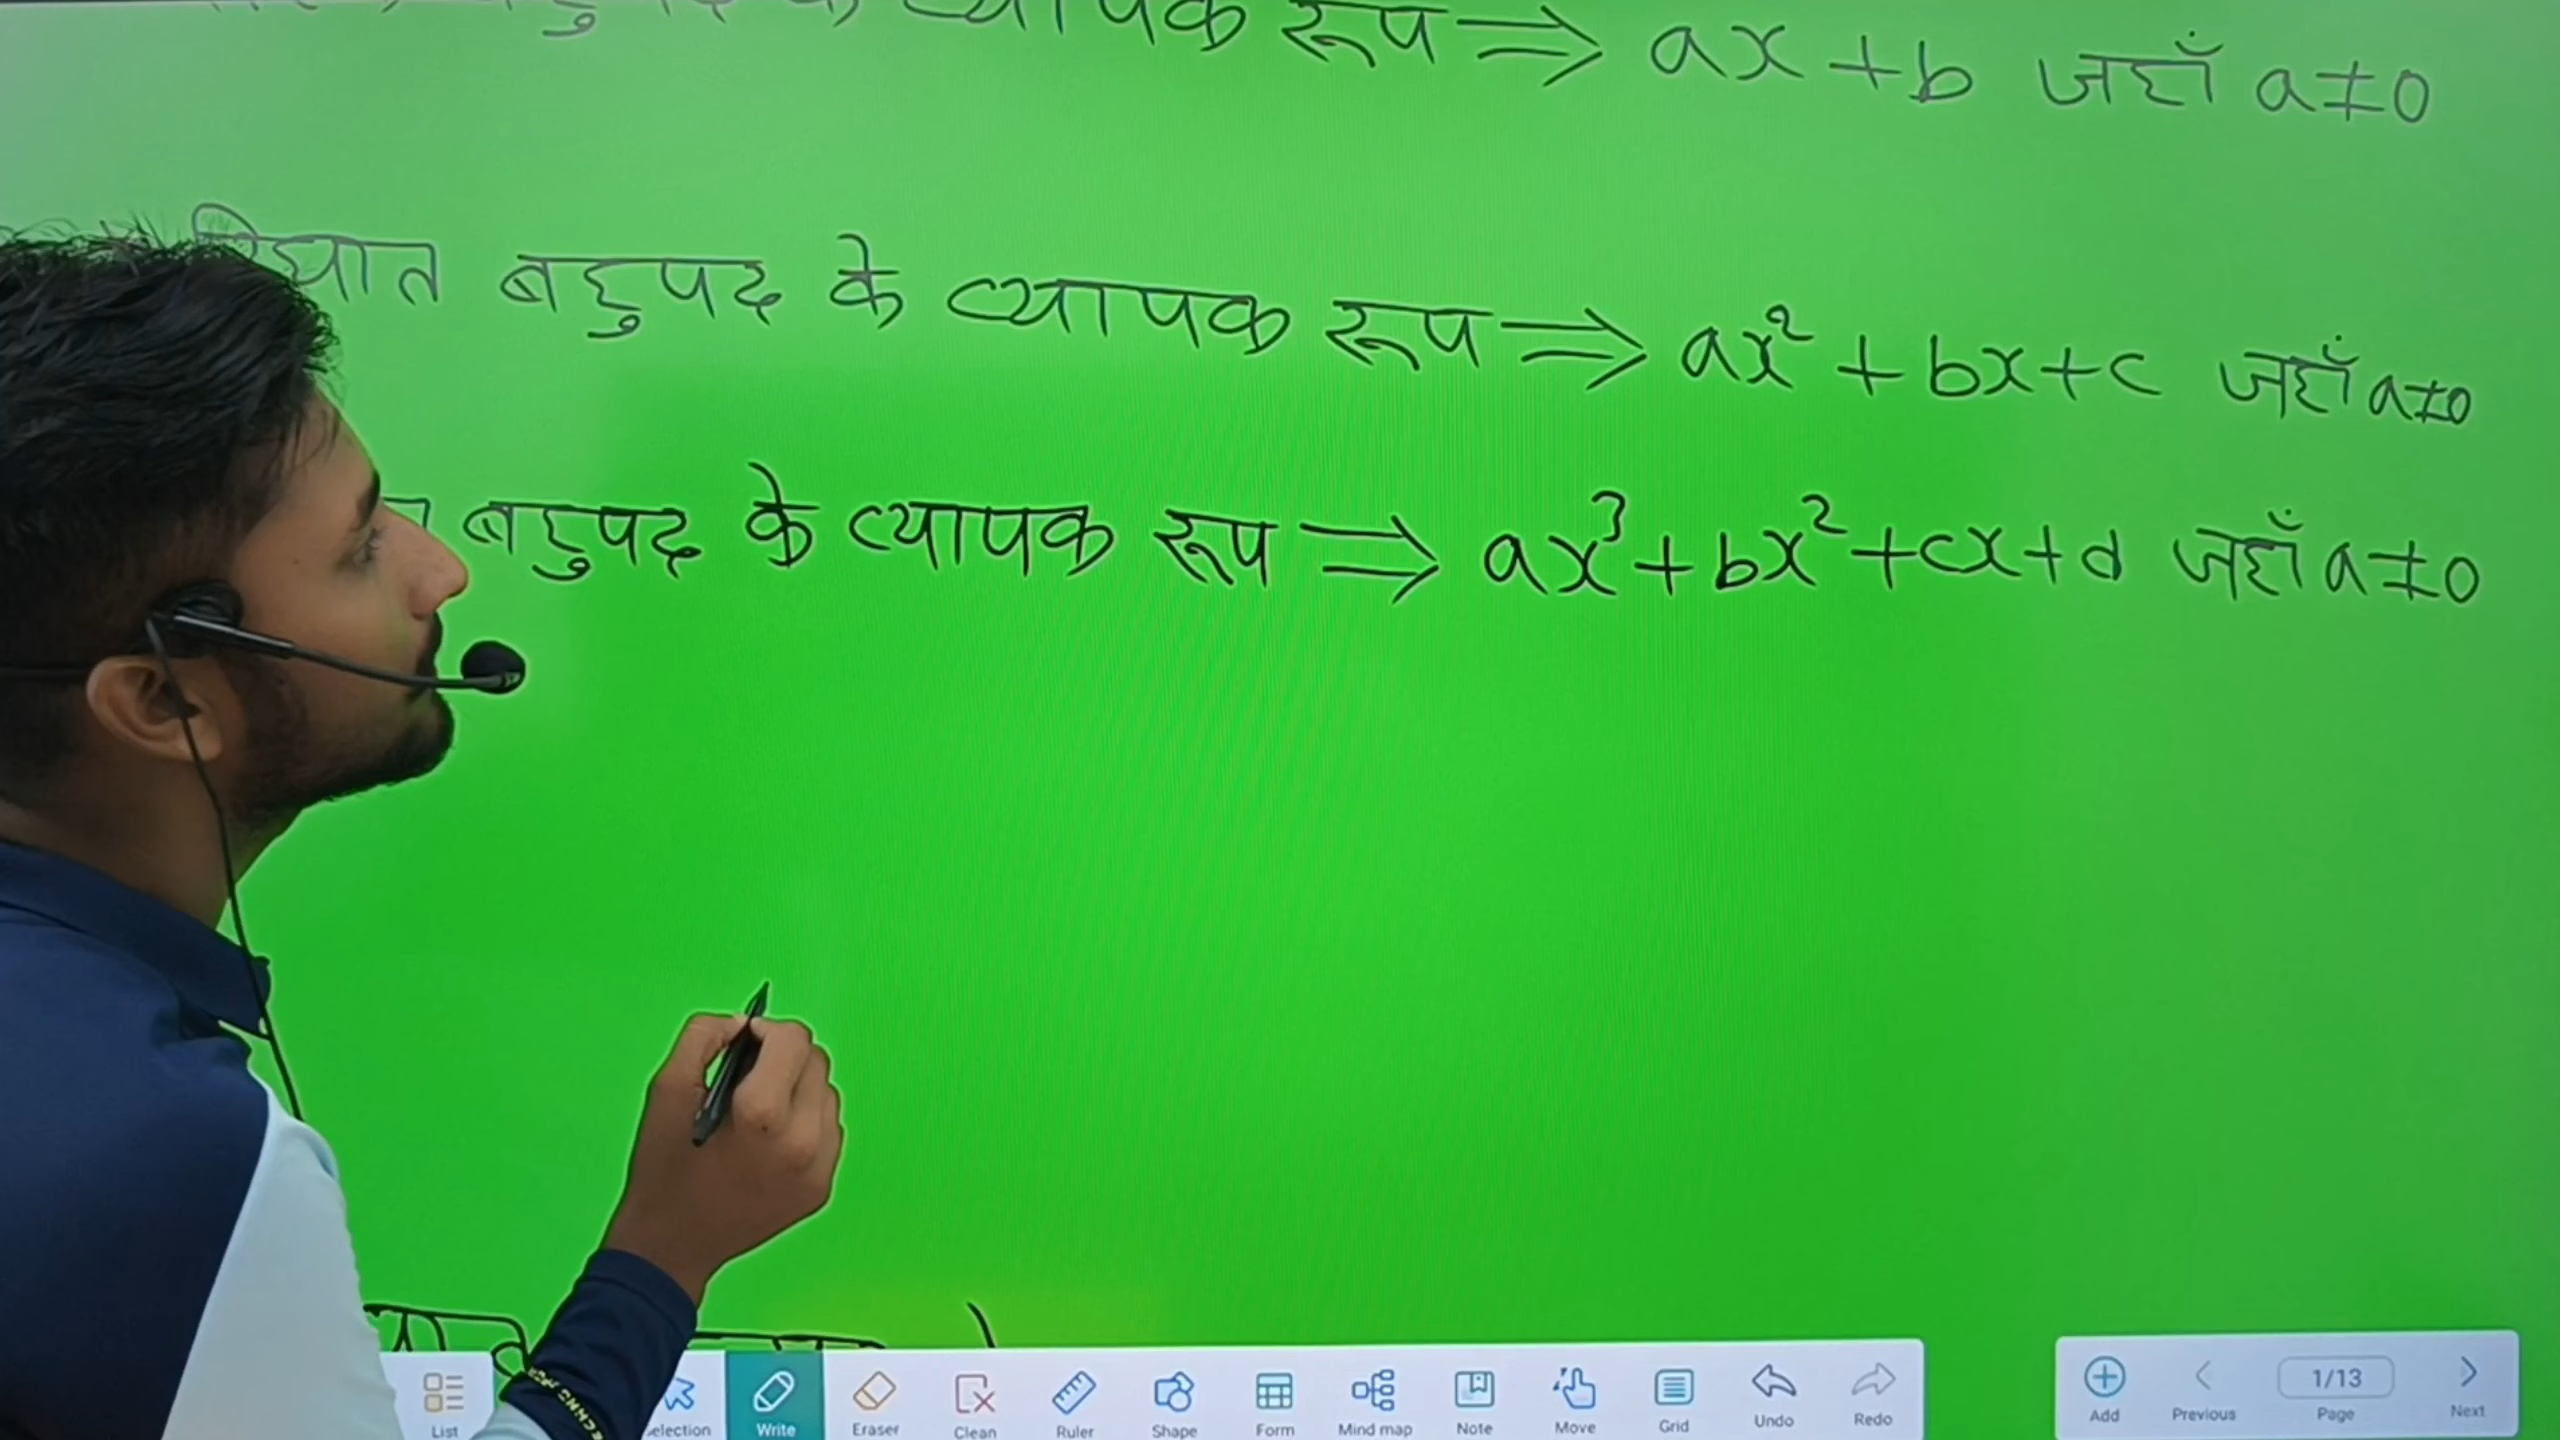 के व्यापक रूप ⇒ ax + b जहाँ a ≠ 0
घात बहुपद के व्यापक रूप ⇒ ax² + bx + c जहाँ a ≠ 0
बहुपद के व्यापक रूप ⇒ ax³ + bx² + cx + d जहाँ a ≠ 0
List Selection Write Eraser Clean Ruler Shape Form Mind map Note Move Grid Undo Redo Add Previous 1/13 Page Next